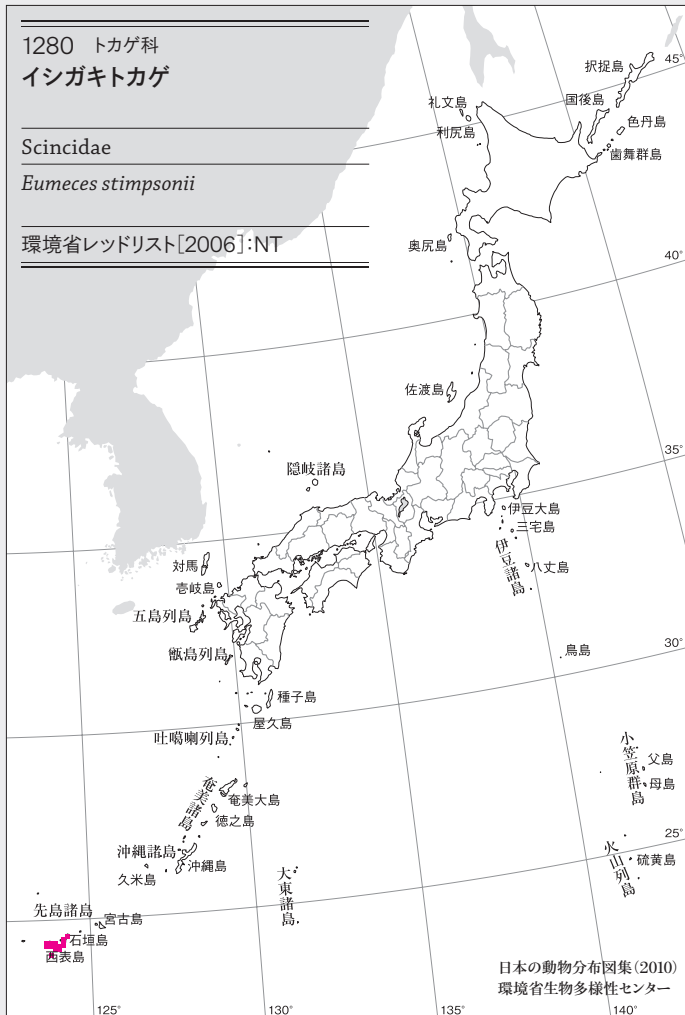 1280 トカゲ科
イシガキトカゲ
Scincidae
Eumeces stimpsonii
環境省レッドリスト[2006]:NT
45°
択捉島
国後島
礼文島
色丹島
利尻島
歯舞群島
奥尻島
40°
佐渡島
35°
隠岐諸島
伊豆大島
三宅島
伊豆諸島
八丈島
対馬
壱岐島
五島列島
甑島列島
鳥島
30°
種子島
屋久島
吐噶喇列島
小笠原群島
父島
母島
奄美諸島
奄美大島
徳之島
25°
沖縄諸島
沖縄島
久米島
大東諸島
火山列島
硫黄島
先島諸島
宮古島
石垣島
西表島
日本の動物分布図集(2010)
環境省生物多様性センター
125°
130°
135°
140°